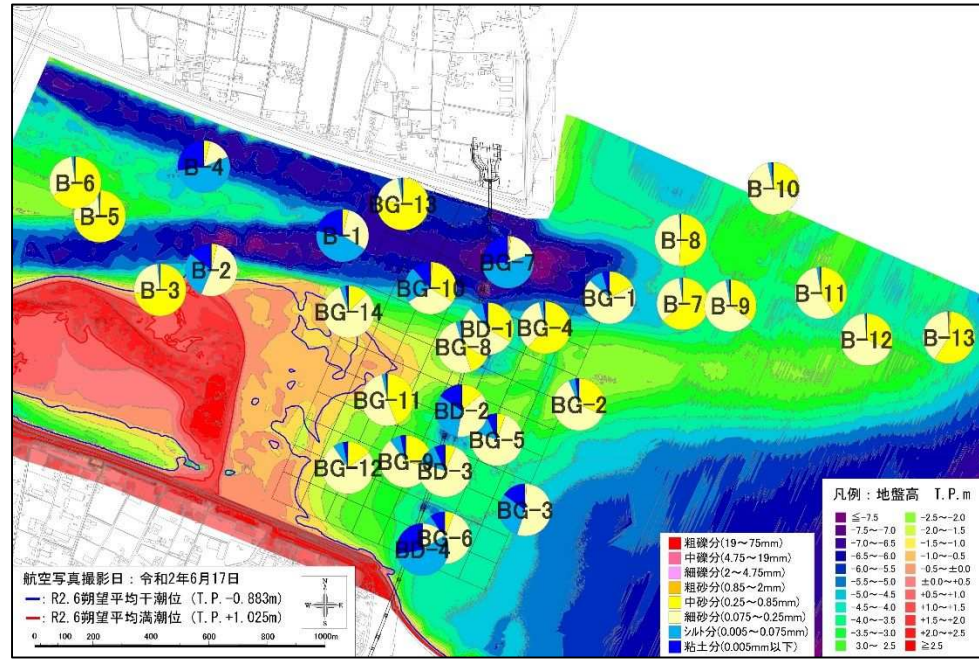 B-6
B-5
B-4
BG-13
B-10
B-8
B-1
B-2
B-3
BG-7
BG-10
BG-14
BG-1
B-7
B-9
B-11
B-12
B-13
BD-1
BG-4
BG-8
BG-2
BG-11
BD-2
BG-5
BG-12
BG-9
BD-3
BG-3
BG-6
BD-4
航空写真撮影日：令和2年6月17日
：R2.6朔望平均干潮位 (T.P.-0.883m)
：R2.6朔望平均満潮位 (T.P.+1.025m)
N
W E
S
0 100 200 400 600 800 1000m
粗礫分(19～75mm)
中礫分(4.75～19mm)
細礫分(2～4.75mm)
粗砂分(0.85～2mm)
中砂分(0.25～0.85mm)
細砂分(0.075～0.25mm)
シルト分(0.005～0.075mm)
粘土分(0.005mm以下)
凡例：地盤高 T.P.m
≦-7.5
-7.5～-7.0
-7.0～-6.5
-6.5～-6.0
-6.0～-5.5
-5.5～-5.0
-5.0～-4.5
-4.5～-4.0
-4.0～-3.5
-3.5～-3.0
3.0～ 2.5
-2.5～-2.0
-2.0～-1.5
-1.5～-1.0
-1.0～-0.5
-0.5～±0.0
±0.0～+0.5
+0.5～+1.0
+1.0～+1.5
+1.5～+2.0
+2.0～+2.5
≧2.5